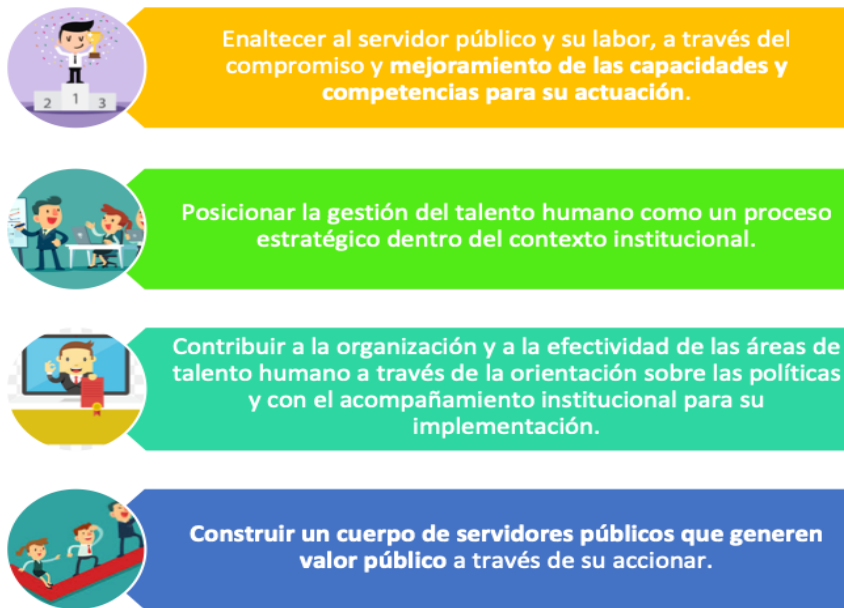 Enaltecer al servidor público y su labor, a través del
compromiso y mejoramiento de las capacidades y
competencias para su actuación.
2 1 3
Posicionar la gestión del talento humano como un proceso
estratégico dentro del contexto institucional.
Contribuir a la organización y a la efectividad de las áreas de
talento humano a través de la orientación sobre las políticas
y con el acompañamiento institucional para su
implementación.
Construir un cuerpo de servidores públicos que generen
valor público a través de su accionar.